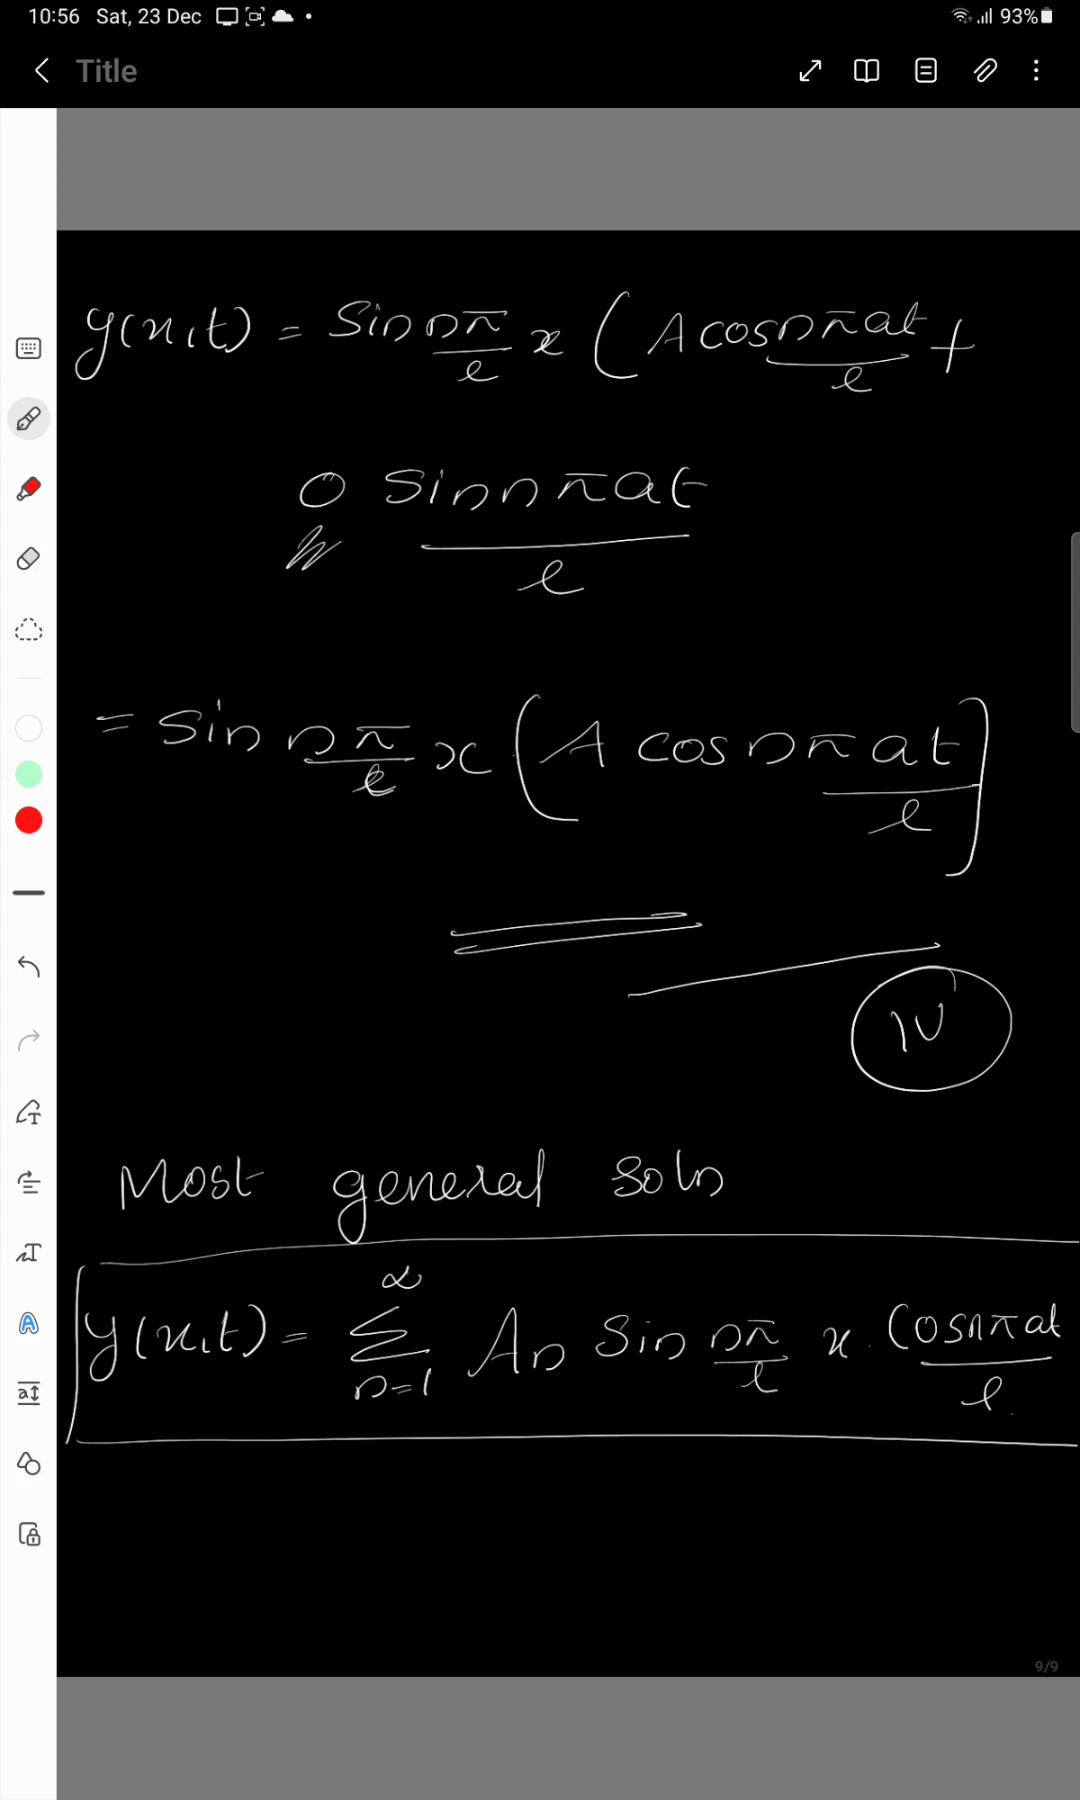 10:56 Sat, 23 Dec 93%
Title
y(x,t) = Sin nπ/l x ( A cos nπat/l +
0 sin nπat/l
= sin nπ/l x ( A cos nπat/l ]
IV
Most general soln
y(x,t) = ∞ Σ n=1 An Sin nπ/l x . Cos nπat/l
9/9